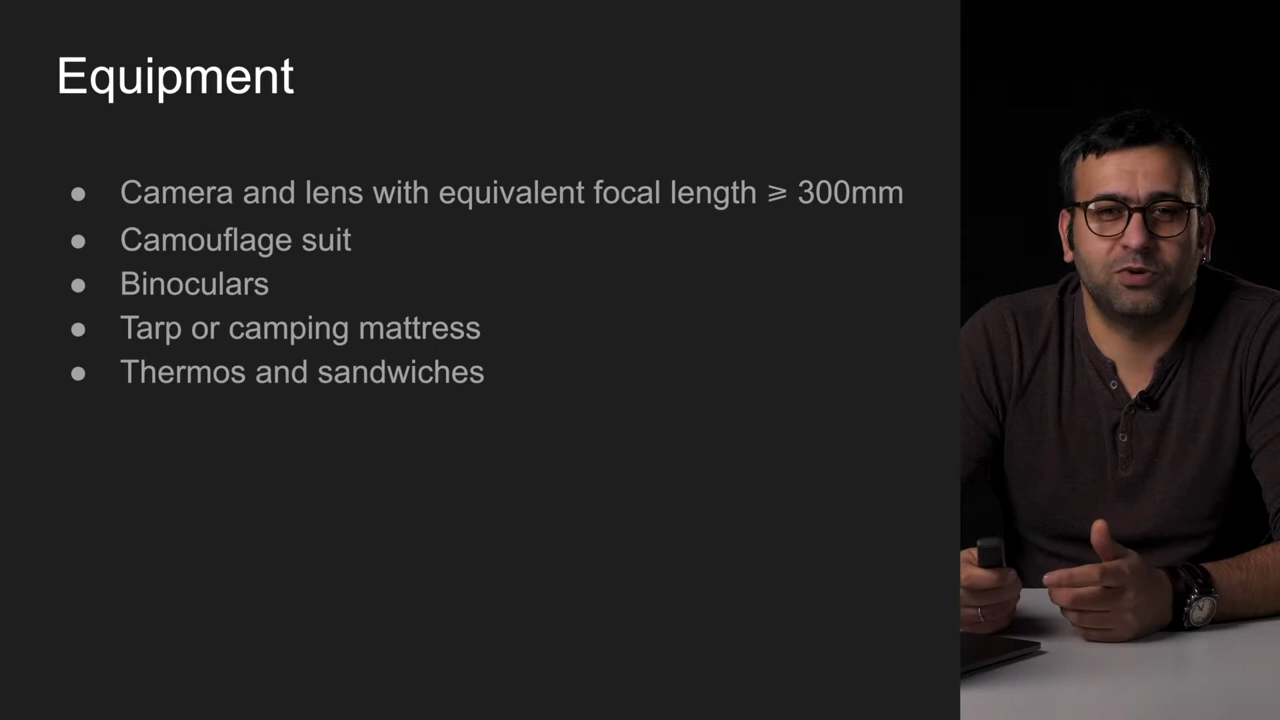 Equipment
● Camera and lens with equivalent focal length ⩾ 300mm
● Camouflage suit
● Binoculars
● Tarp or camping mattress
● Thermos and sandwiches